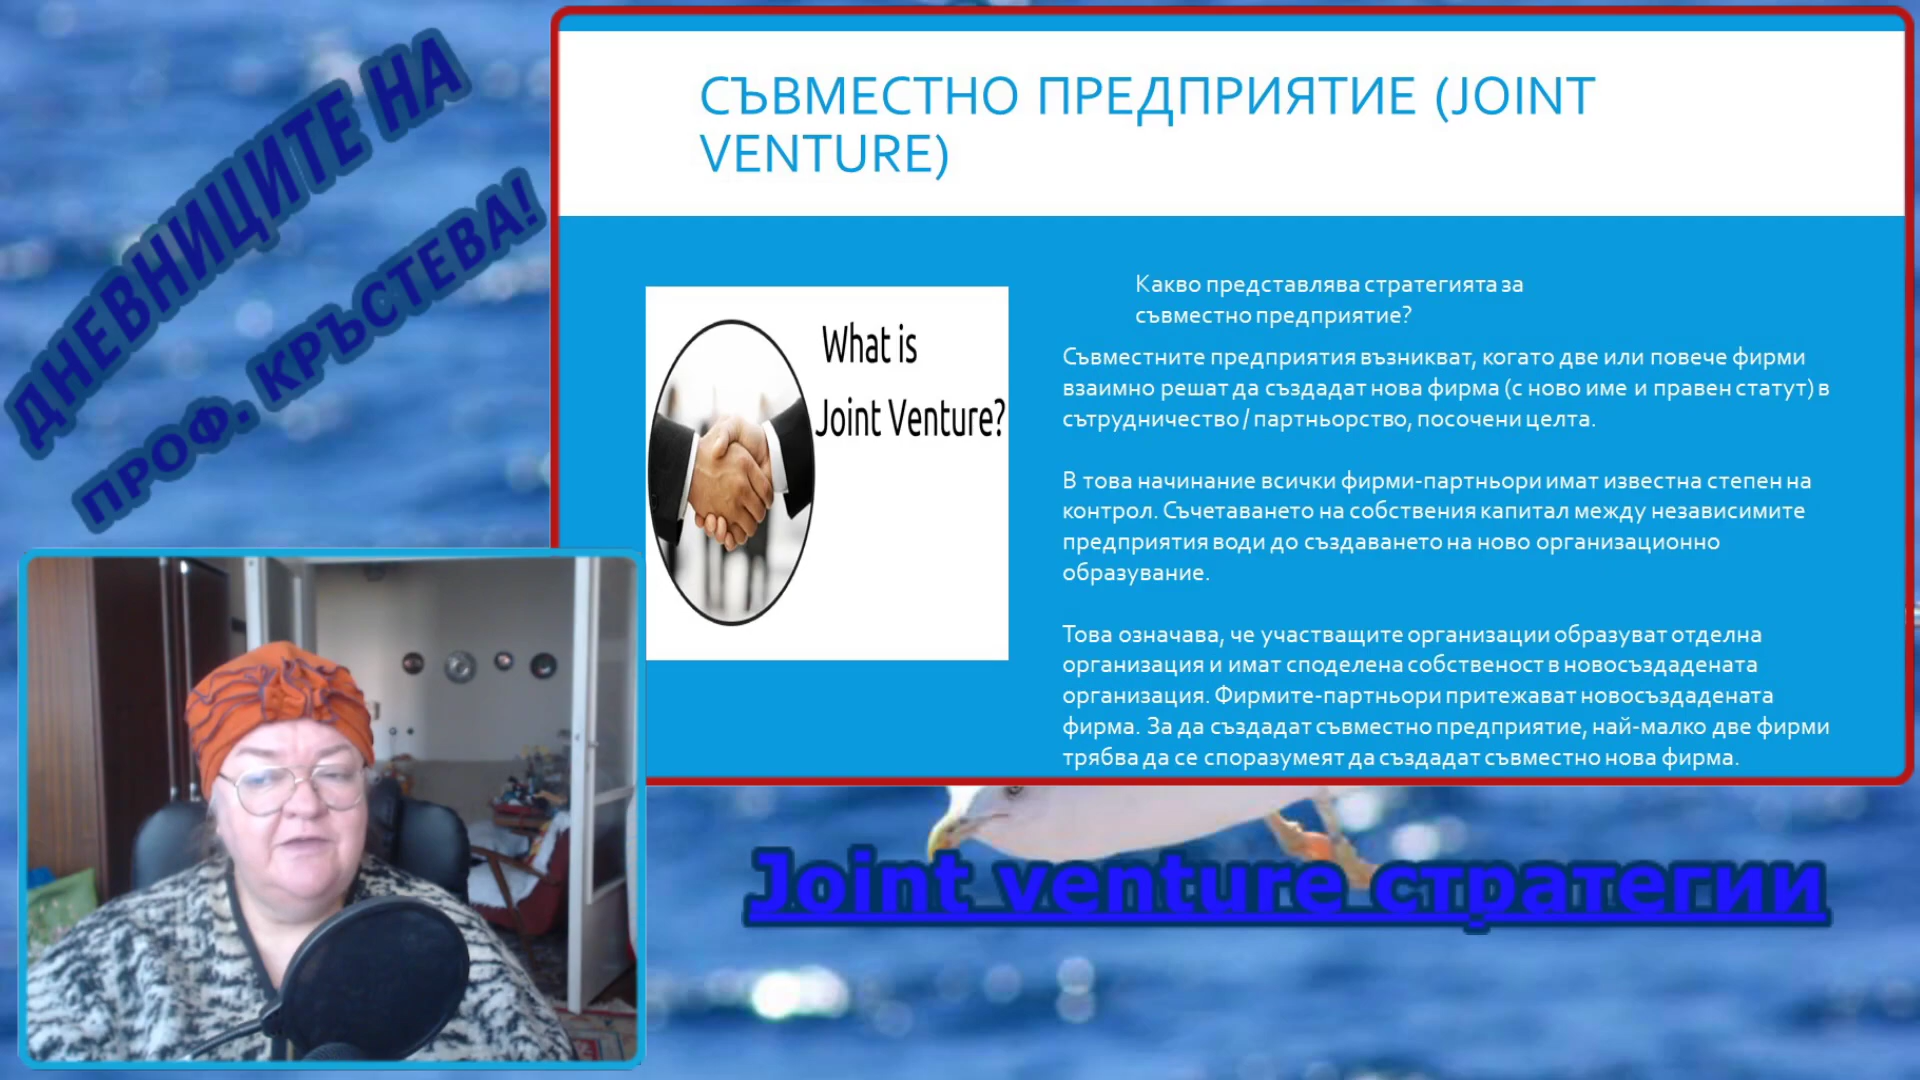 ДНЕВНИЦИТЕ НА
ПРОФ. КРЪСТЕВА!
СЪВМЕСТНО ПРЕДПРИЯТИЕ (JOINT
VENTURE)
What is
Joint Venture?
Какво представлява стратегията за
съвместно предприятие?
Съвместните предприятия възникват, когато две или повече фирми
взаимно решат да създадат нова фирма (с ново име и правен статут) в
сътрудничество / партньорство, посочени целта.
В това начинание всички фирми-партньори имат известна степен на
контрол. Съчетаването на собствения капитал между независимите
предприятия води до създаването на ново организационно
образувание.
Това означава, че участващите организации образуват отделна
организация и имат споделена собственост в новосъздадената
организация. Фирмите-партньори притежават новосъздадената
фирма. За да създадат съвместно предприятие, най-малко две фирми
трябва да се споразумеят да създадат съвместно нова фирма.
Joint venture стратегии